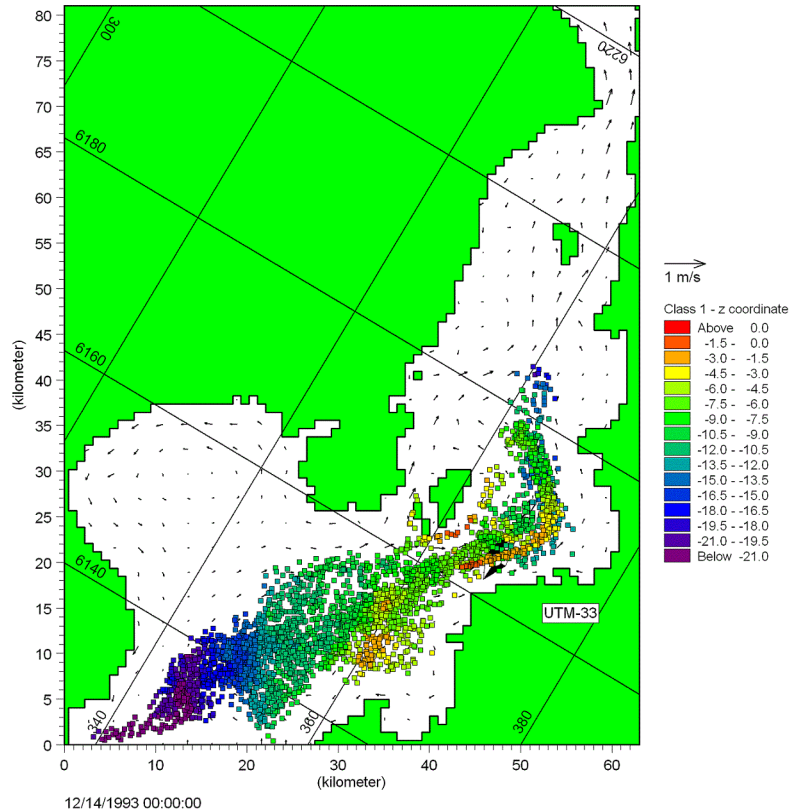 80
75
70
65
60
55
50
45
40
35
30
25
20
15
10
5
0
(kilometer)
300
6220
6180
6160
6140
340
360
380
UTM-33
0
10
20
30
40
50
60
(kilometer)
12/14/1993 00:00:00
1 m/s
Class 1 - z coordinate
Above 0.0
-1.5 - 0.0
-3.0 - -1.5
-4.5 - -3.0
-6.0 - -4.5
-7.5 - -6.0
-9.0 - -7.5
-10.5 - -9.0
-12.0 - -10.5
-13.5 - -12.0
-15.0 - -13.5
-16.5 - -15.0
-18.0 - -16.5
-19.5 - -18.0
-21.0 - -19.5
Below -21.0